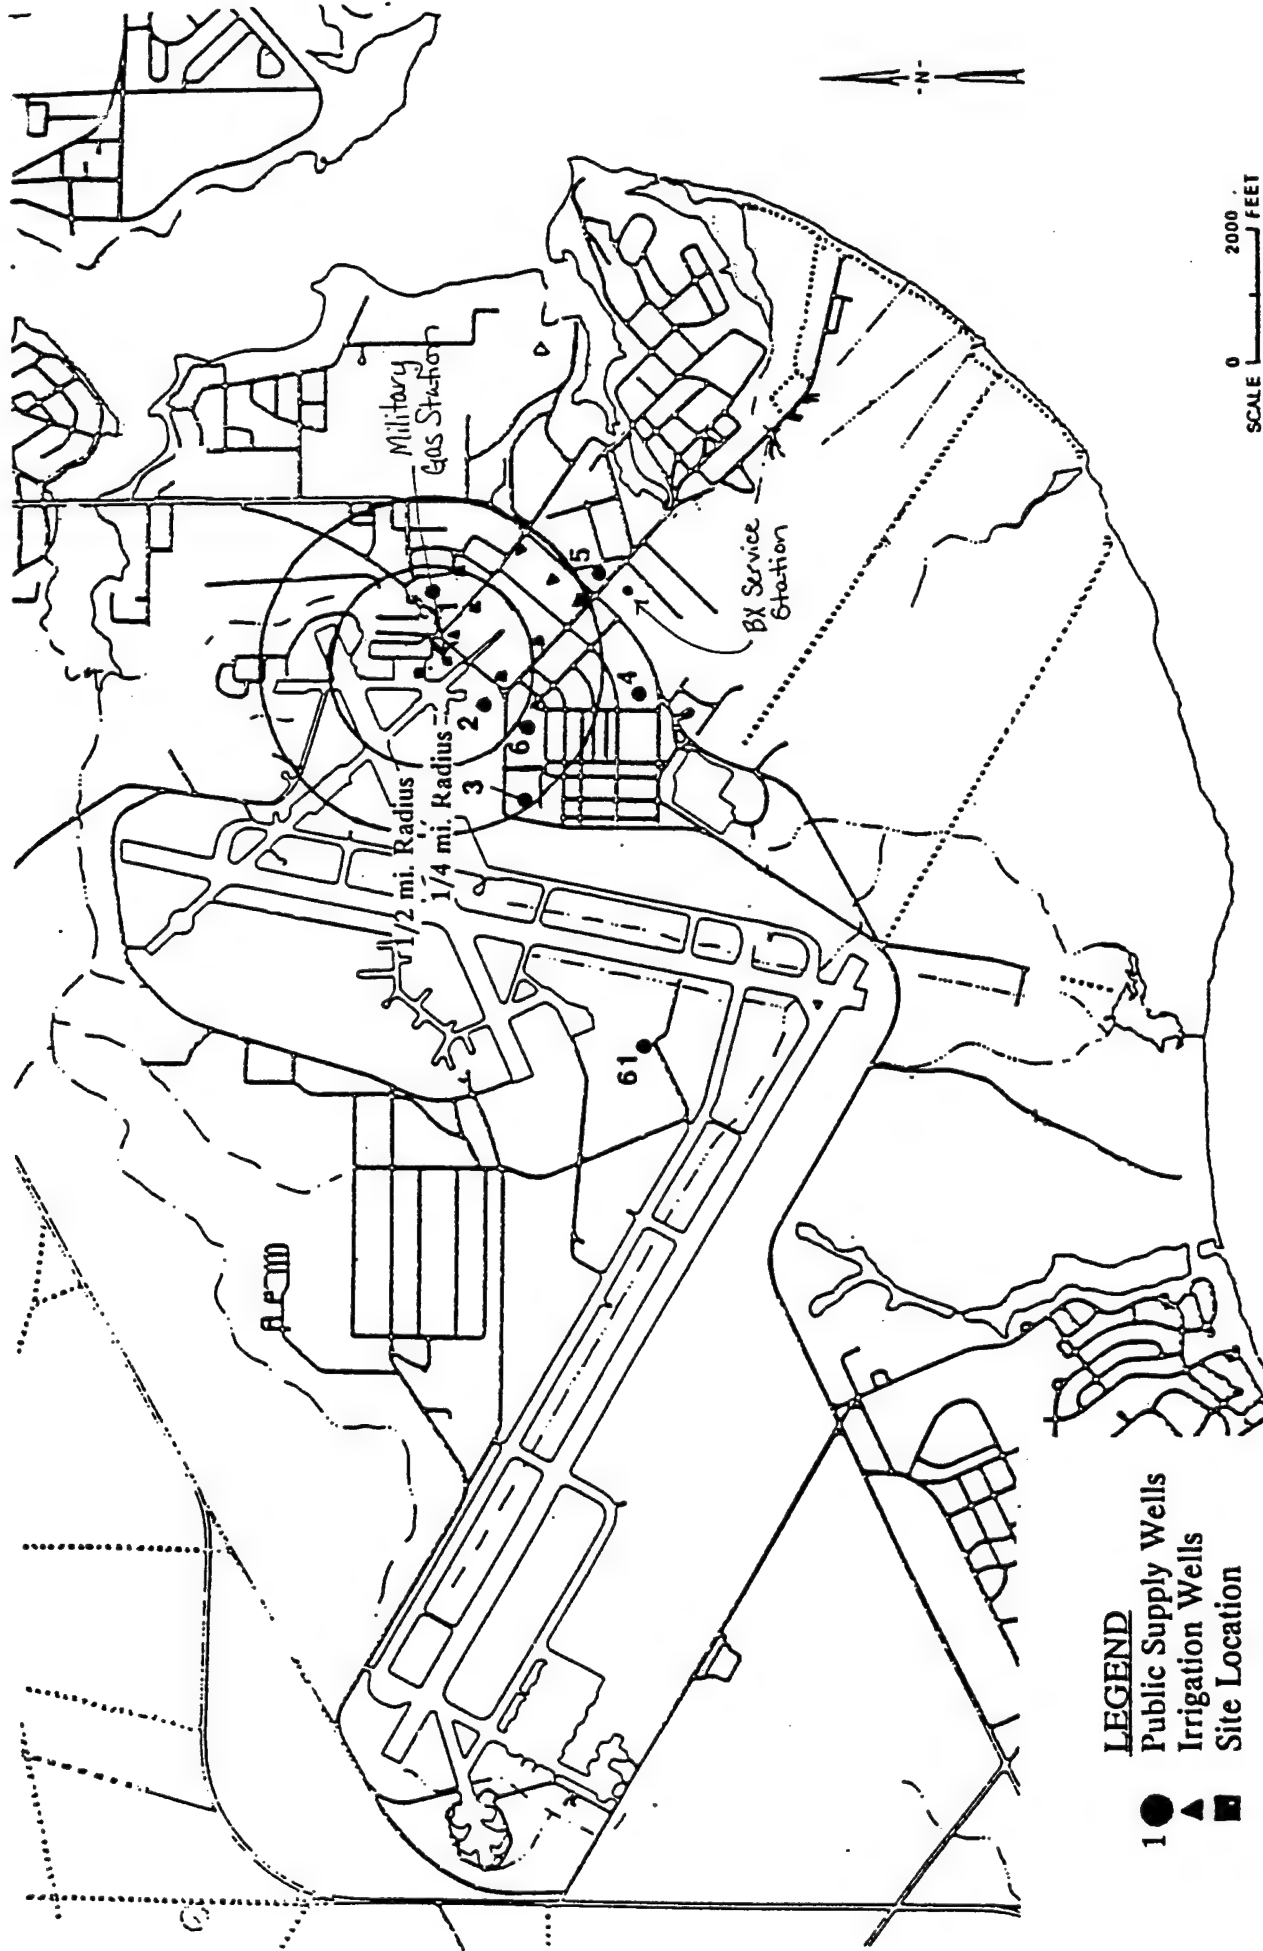 Military
Gas Station
BX Service
Station
1/2 mi. Radius
1/4 mi. Radius
1
2
3
4
5
6
61
-N-
SCALE 0 2000 FEET
LEGEND
1 Public Supply Wells
Irrigation Wells
Site Location